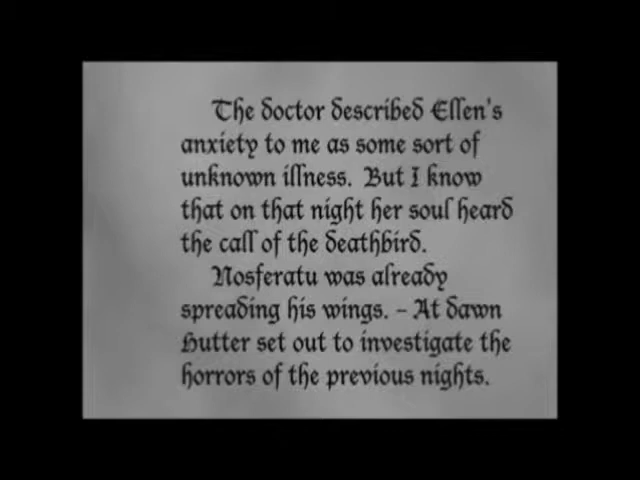 The doctor described Ellen's
anxiety to me as some sort of
unknown illness. But I know
that on that night her soul heard
the call of the deathbird.
Nosferatu was already
spreading his wings. - At dawn
Hutter set out to investigate the
horrors of the previous nights.